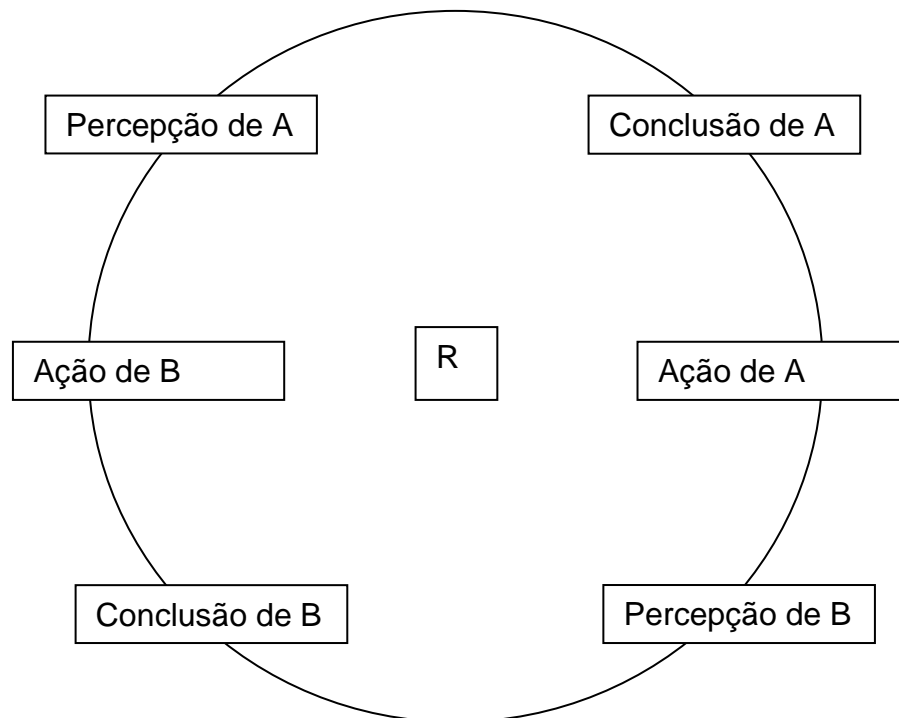 Percepção de A
Conclusão de A
Ação de B
R
Ação de A
Conclusão de B
Percepção de B